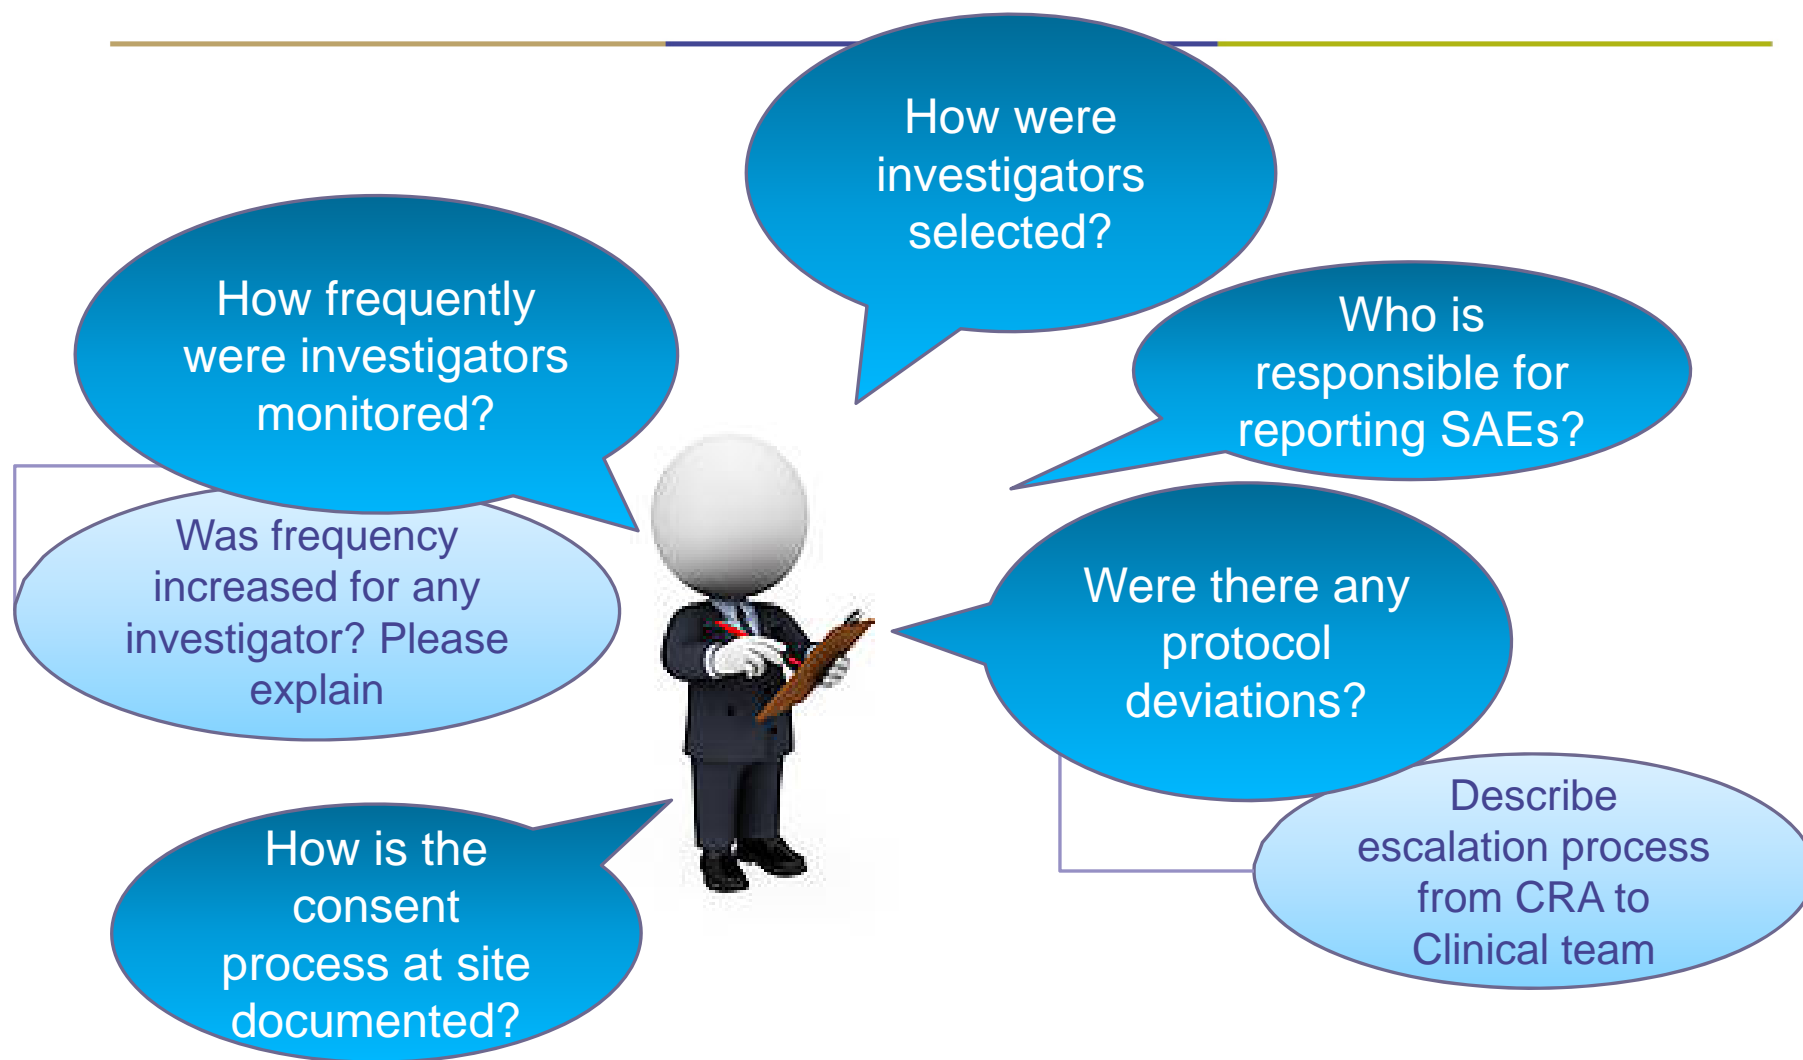 How were
investigators
selected?
How frequently
were investigators
monitored?
Who is
responsible for
reporting SAEs?
Was frequency
increased for any
investigator? Please
explain
Were there any
protocol
deviations?
Describe
escalation process
from CRA to
Clinical team
How is the
consent
process at site
documented?